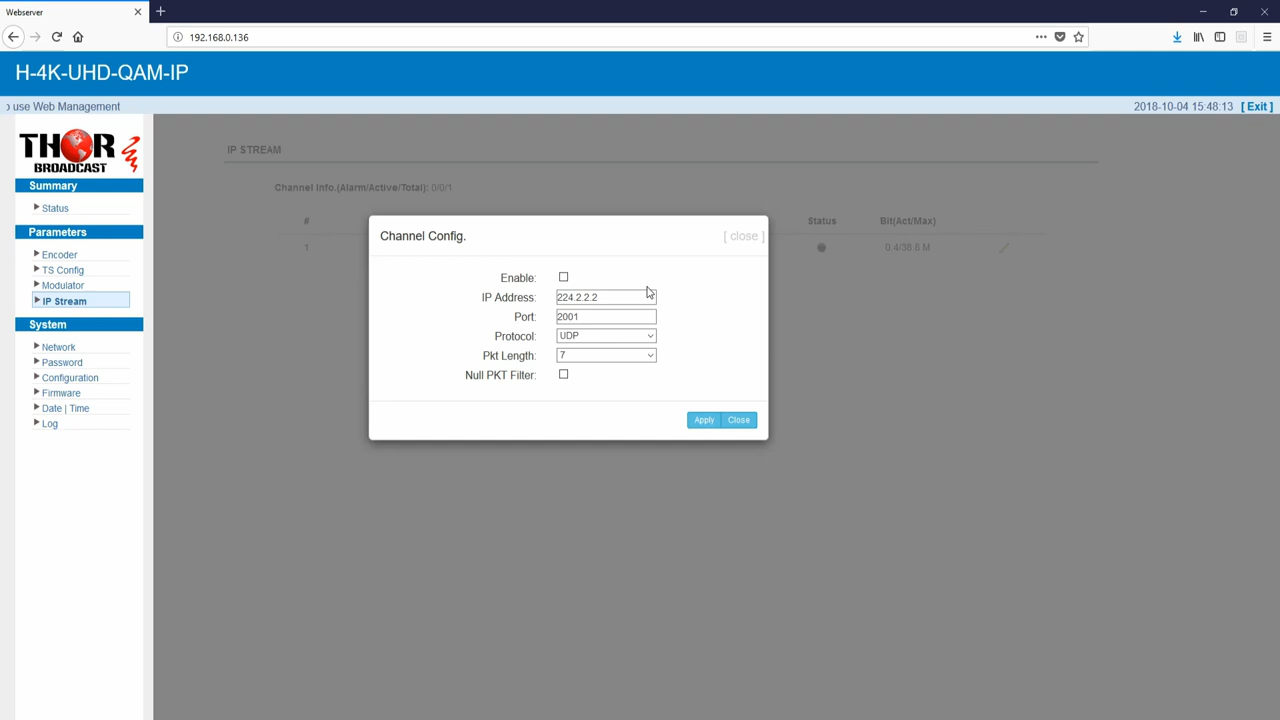 Webserver
192.168.0.136
H-4K-UHD-QAM-IP
use Web Management
2018-10-04 15:48:13 [ Exit ]
THOR
BROADCAST
Summary
Status
Parameters
Encoder
TS Config
Modulator
IP Stream
System
Network
Password
Configuration
Firmware
Date | Time
Log
IP STREAM
Channel Info.(Alarm/Active/Total): 0/0/1
# Status Bit(Act/Max)
1 0.4/38.8 M
Channel Config. [ close ]
Enable:
IP Address: 224.2.2.2
Port: 2001
Protocol: UDP
Pkt Length: 7
Null PKT Filter:
Apply Close